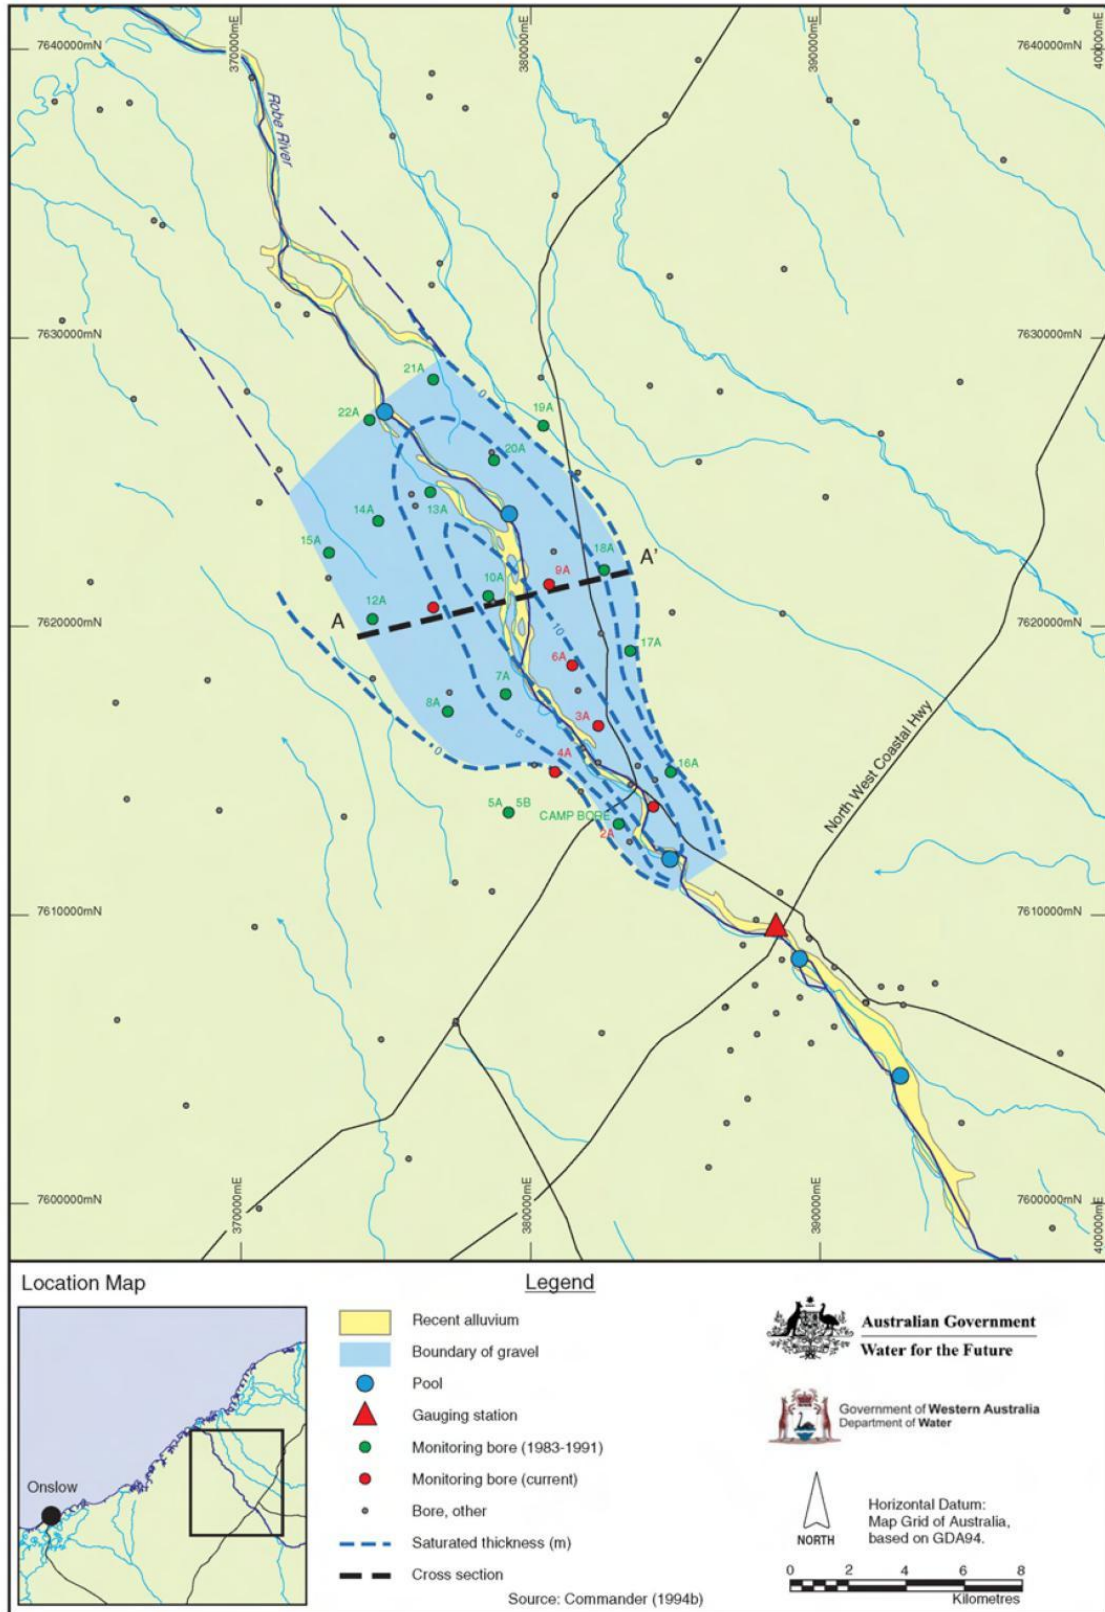 370000mE
380000mE
390000mE
400000mE
7640000mN
7640000mN
Robe River
7630000mN
7630000mN
21A
22A
19A
20A
0
13A
14A
15A
18A
A'
9A
10A
12A
A
10
7620000mN
7620000mN
17A
6A
7A
8A
3A
5
0
4A
16A
North West Coastal Hwy
5A 5B
CAMP BORE
2A
7610000mN
7610000mN
7600000mN
7600000mN
370000mE
380000mE
390000mE
400000mE
Location Map
Onslow
Legend
Recent alluvium
Boundary of gravel
Pool
Gauging station
Monitoring bore (1983-1991)
Monitoring bore (current)
Bore, other
Saturated thickness (m)
Cross section
Source: Commander (1994b)
Australian Government
Water for the Future
Government of Western Australia
Department of Water
NORTH
Horizontal Datum:
Map Grid of Australia,
based on GDA94.
0 2 4 6 8
Kilometres